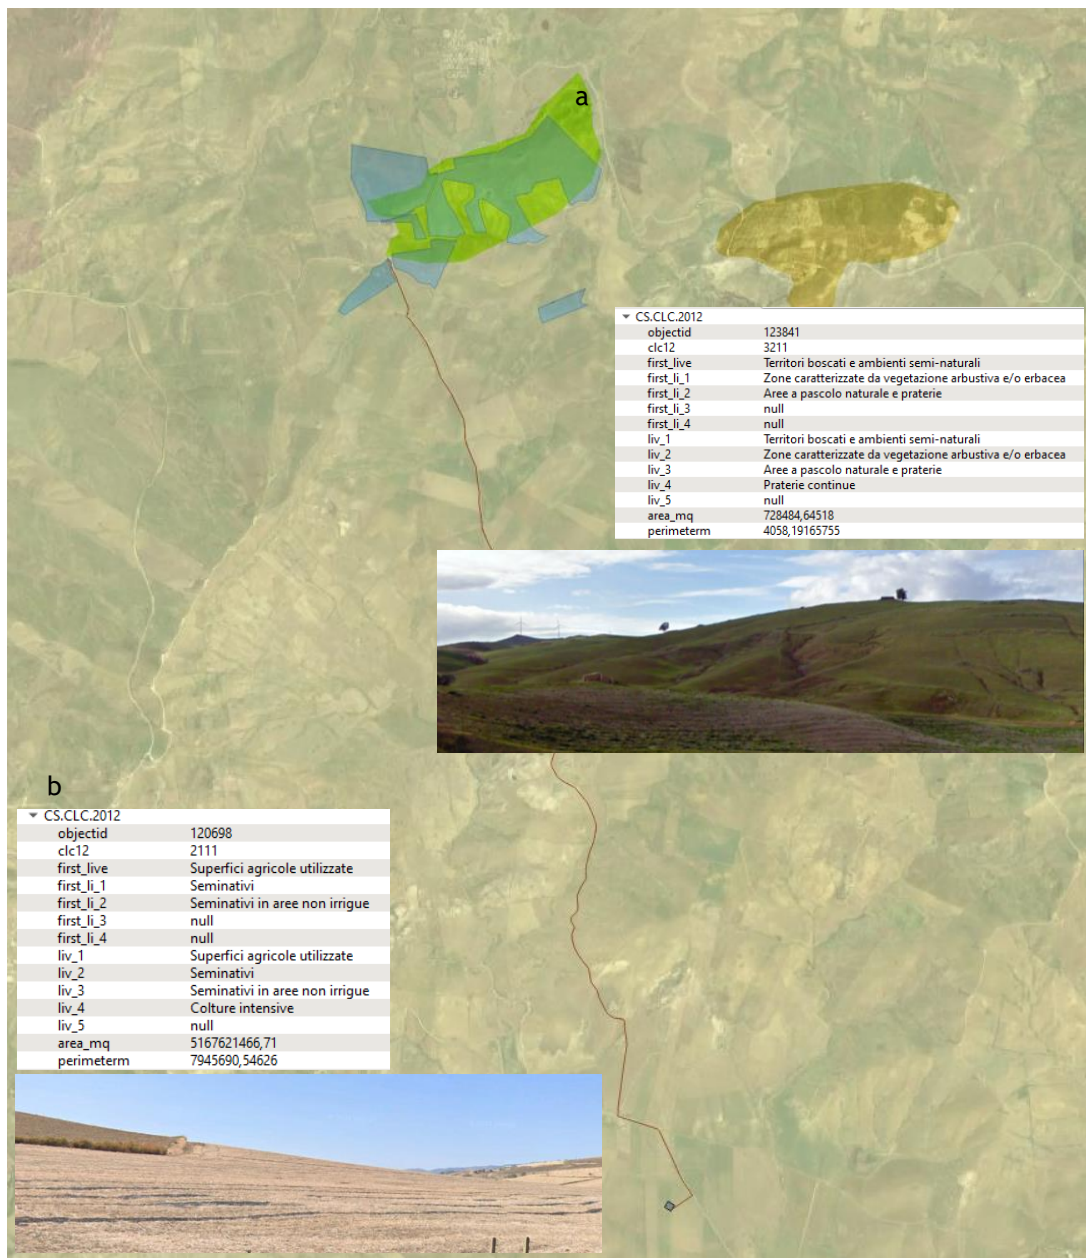 a
CS.CLC.2012
objectid 123841
clc12 3211
first_live Territori boscati e ambienti semi-naturali
first_li_1 Zone caratterizzate da vegetazione arbustiva e/o erbacea
first_li_2 Aree a pascolo naturale e praterie
first_li_3 null
first_li_4 null
liv_1 Territori boscati e ambienti semi-naturali
liv_2 Zone caratterizzate da vegetazione arbustiva e/o erbacea
liv_3 Aree a pascolo naturale e praterie
liv_4 Praterie continue
liv_5 null
area_mq 728484,64518
perimeterm 4058,19165755
b
CS.CLC.2012
objectid 120698
clc12 2111
first_live Superfici agricole utilizzate
first_li_1 Seminativi
first_li_2 Seminativi in aree non irrigue
first_li_3 null
first_li_4 null
liv_1 Superfici agricole utilizzate
liv_2 Seminativi
liv_3 Seminativi in aree non irrigue
liv_4 Colture intensive
liv_5 null
area_mq 5167621466,71
perimeterm 7945690,54626